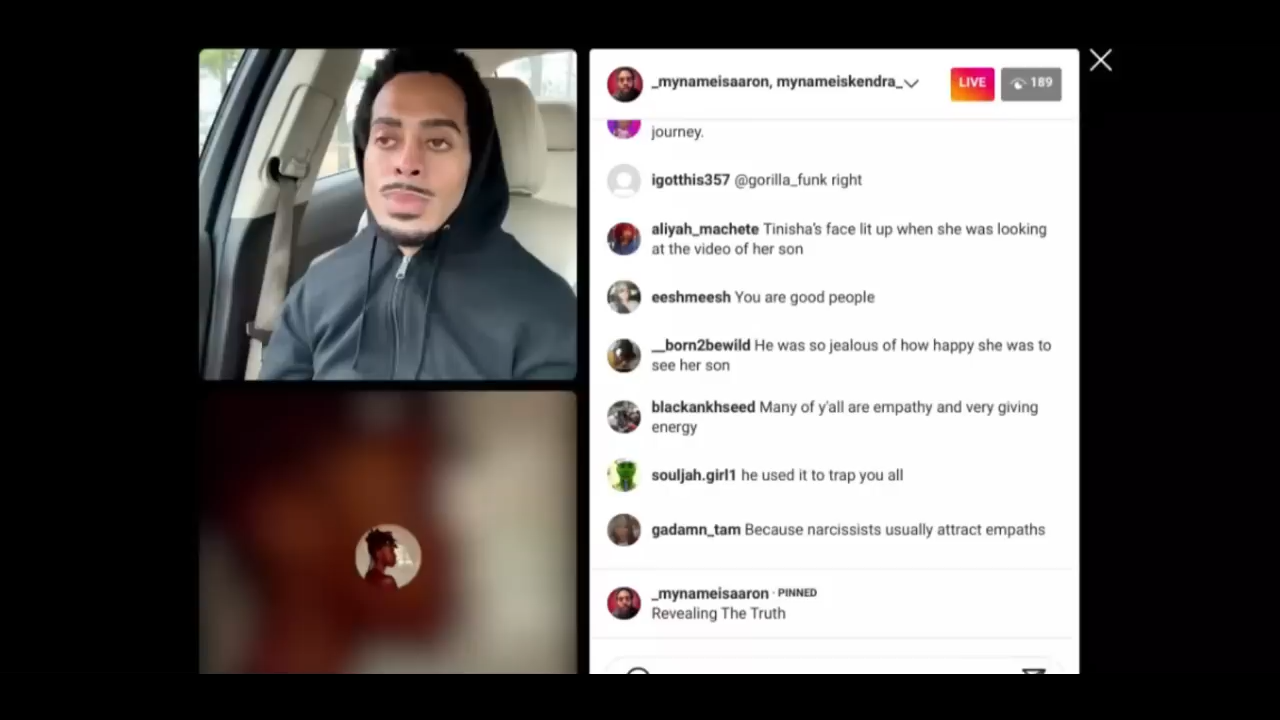 _mynameisaaron, mynameiskendra_
LIVE
189
journey.
igotthis357 @gorilla_funk right
aliyah_machete Tinisha's face lit up when she was looking
at the video of her son
eeshmeesh You are good people
__born2bewild He was so jealous of how happy she was to
see her son
blackankhseed Many of y'all are empathy and very giving
energy
souljah.girl1 he used it to trap you all
gadamn_tam Because narcissists usually attract empaths
_mynameisaaron · PINNED
Revealing The Truth